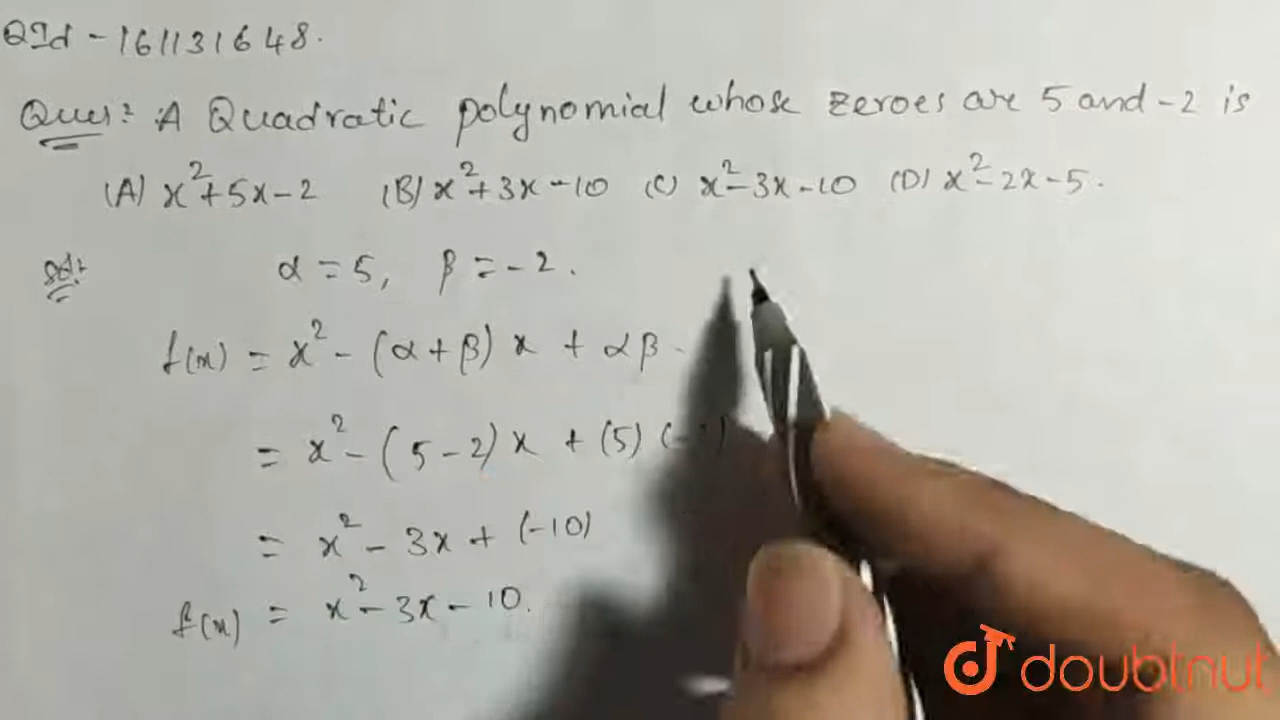 QId - 161131648.
Ques: A Quadratic polynomial whose zeroes are 5 and -2 is
(A) x²+5x-2 (B) x²+3x-10 (C) x²-3x-10 (D) x²-2x-5.
Sol: α = 5, β = -2.
f(x) = x² - (α+β) x + αβ.
= x² - (5-2) x + (5) (-
= x² - 3x + (-10)
f(x) = x² - 3x - 10.
doubtnut